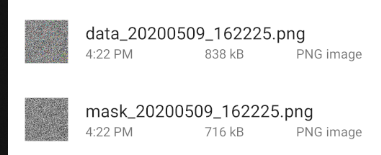 data_20200509_162225.png
4:22 PM 838 kB PNG image
mask_20200509_162225.png
4:22 PM 716 kB PNG image